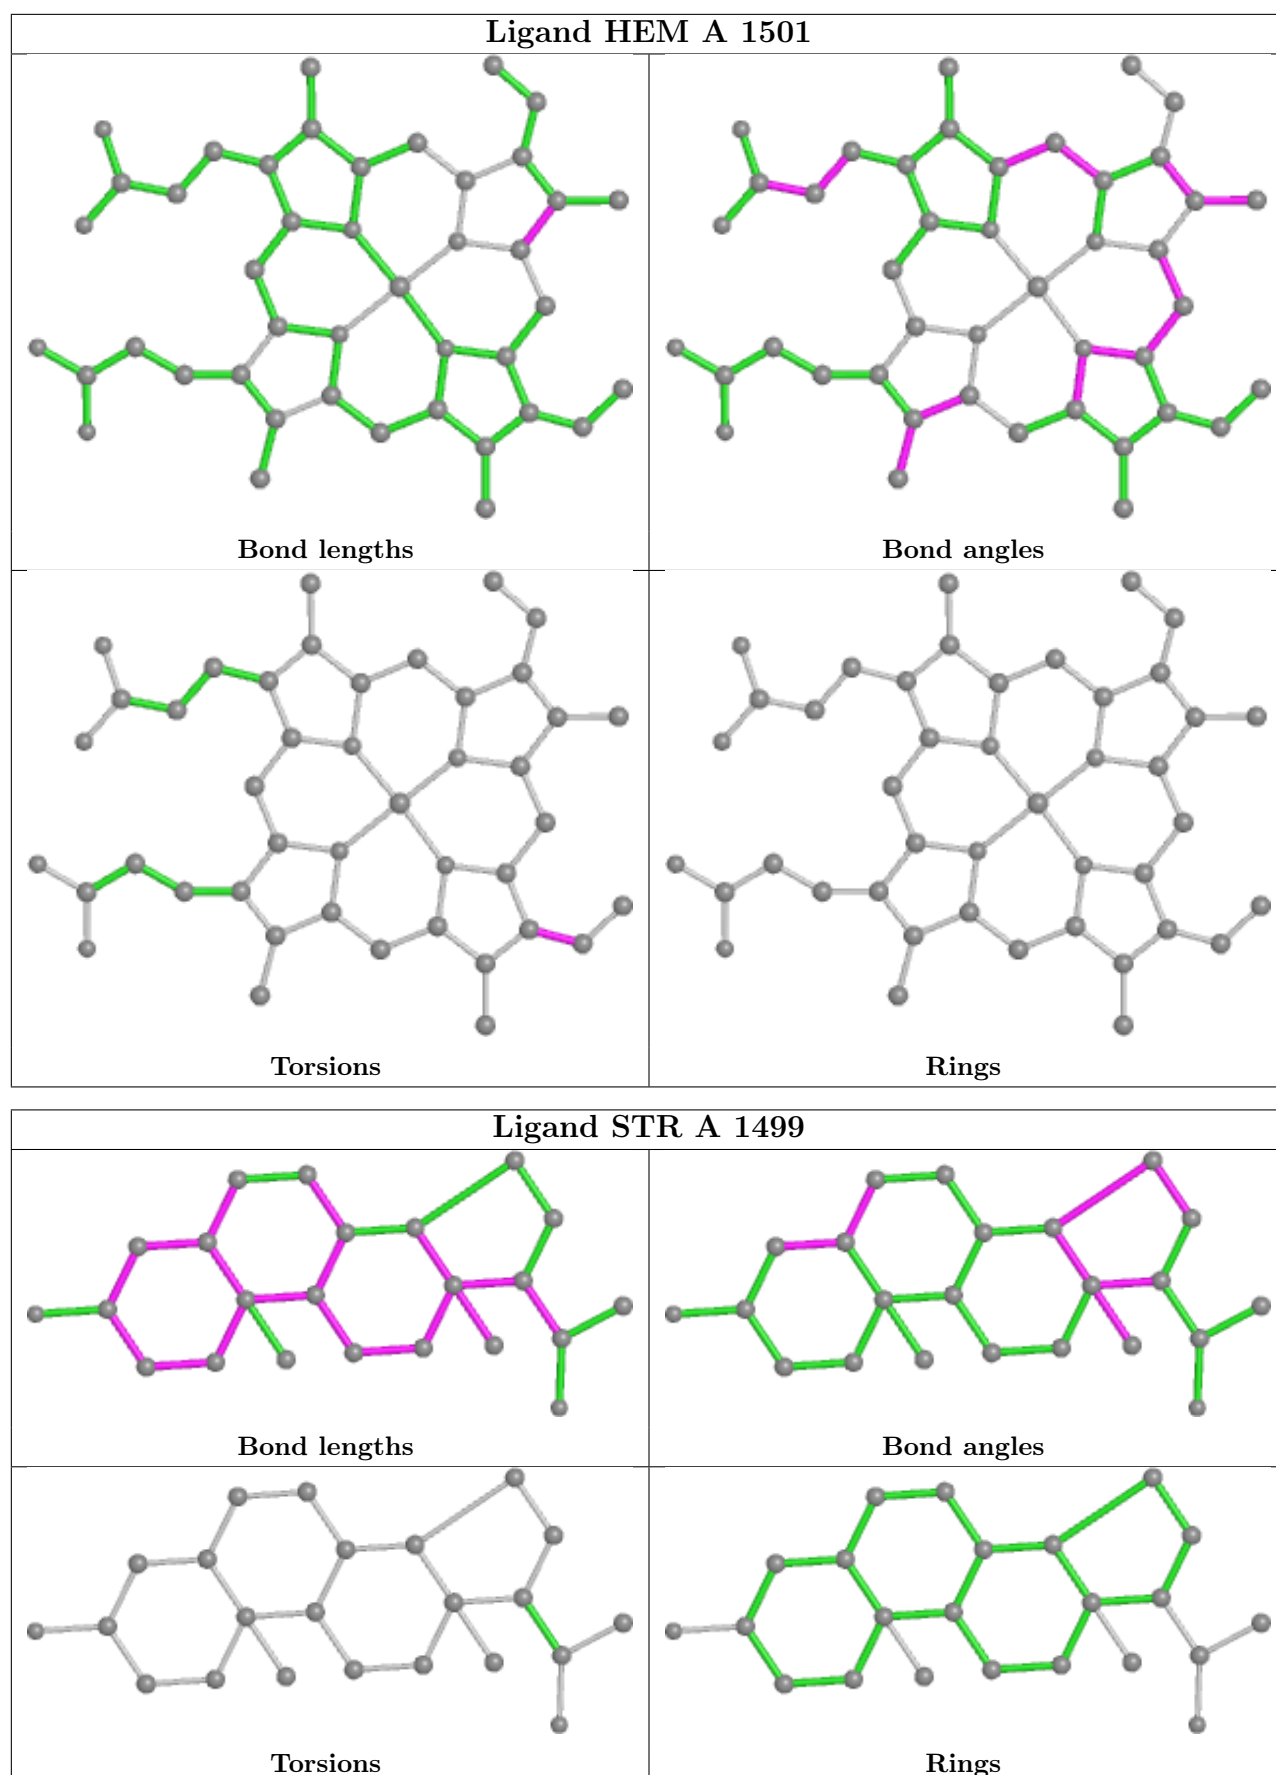 Ligand HEM A 1501
Bond lengths
Bond angles
Torsions
Rings
Ligand STR A 1499
Bond lengths
Bond angles
Torsions
Rings